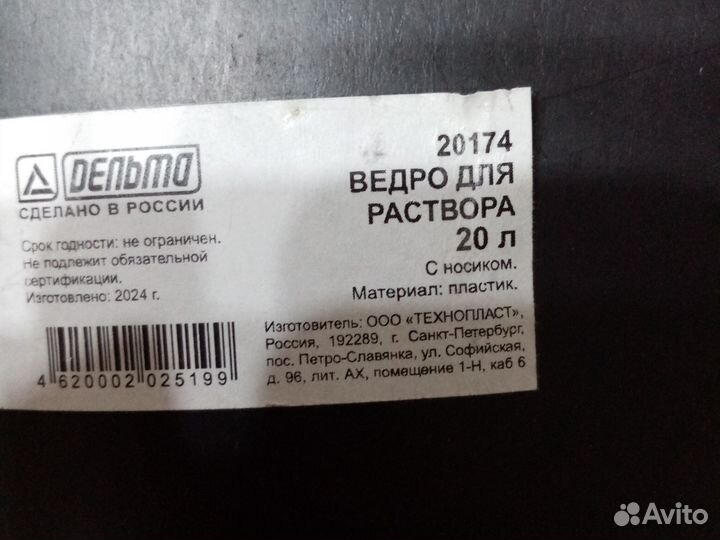 ДЕЛЬТА
СДЕЛАНО В РОССИИ
Срок годности: не ограничен.
Не подлежит обязательной
сертификации.
Изготовлено: 2024 г.
4 620002 025199
20174
ВЕДРО ДЛЯ
РАСТВОРА
20 л
С носиком.
Материал: пластик.
Изготовитель: ООО «ТЕХНОПЛАСТ»,
Россия, 192289, г. Санкт-Петербург,
пос. Петро-Славянка, ул. Софийская,
д. 96, лит. АХ, помещение 1-Н, каб 6
Avito